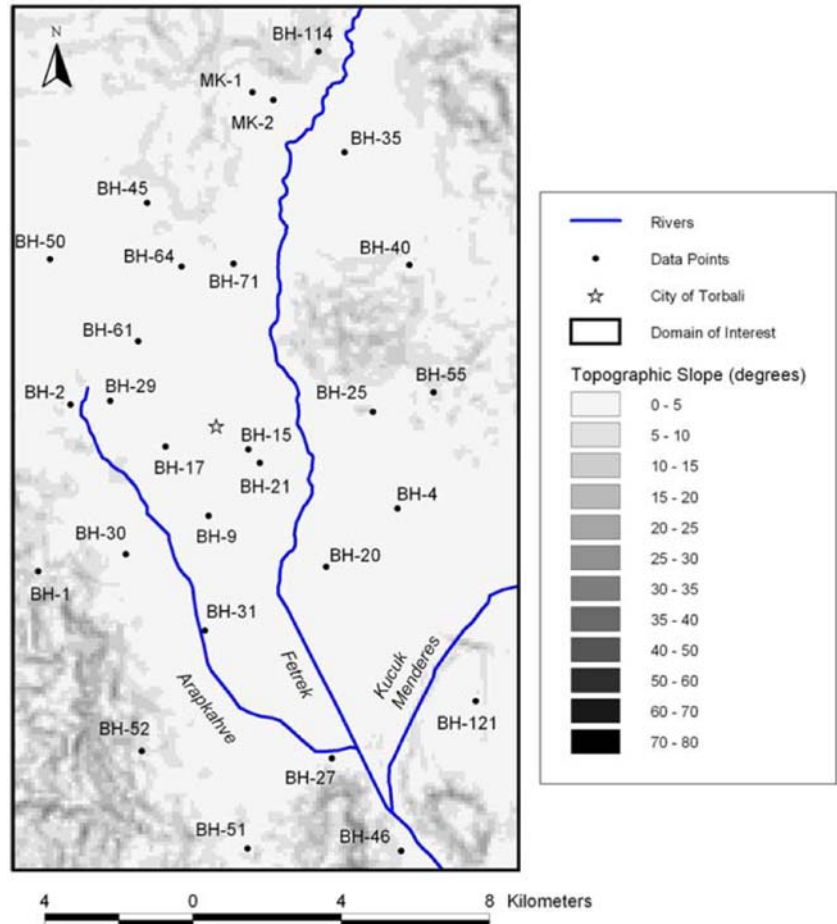 N
BH-114
MK-1
MK-2
BH-35
BH-45
BH-50
BH-64
BH-71
BH-40
BH-61
BH-2
BH-29
BH-25
BH-55
BH-15
BH-17
BH-21
BH-4
BH-9
BH-30
BH-20
BH-1
BH-31
Arapkahve
Fetrek
Kucuk
Menderes
BH-121
BH-52
BH-27
BH-51
BH-46
4 0 4 8 Kilometers
Rivers
Data Points
City of Torbali
Domain of Interest
Topographic Slope (degrees)
0 - 5
5 - 10
10 - 15
15 - 20
20 - 25
25 - 30
30 - 35
35 - 40
40 - 50
50 - 60
60 - 70
70 - 80